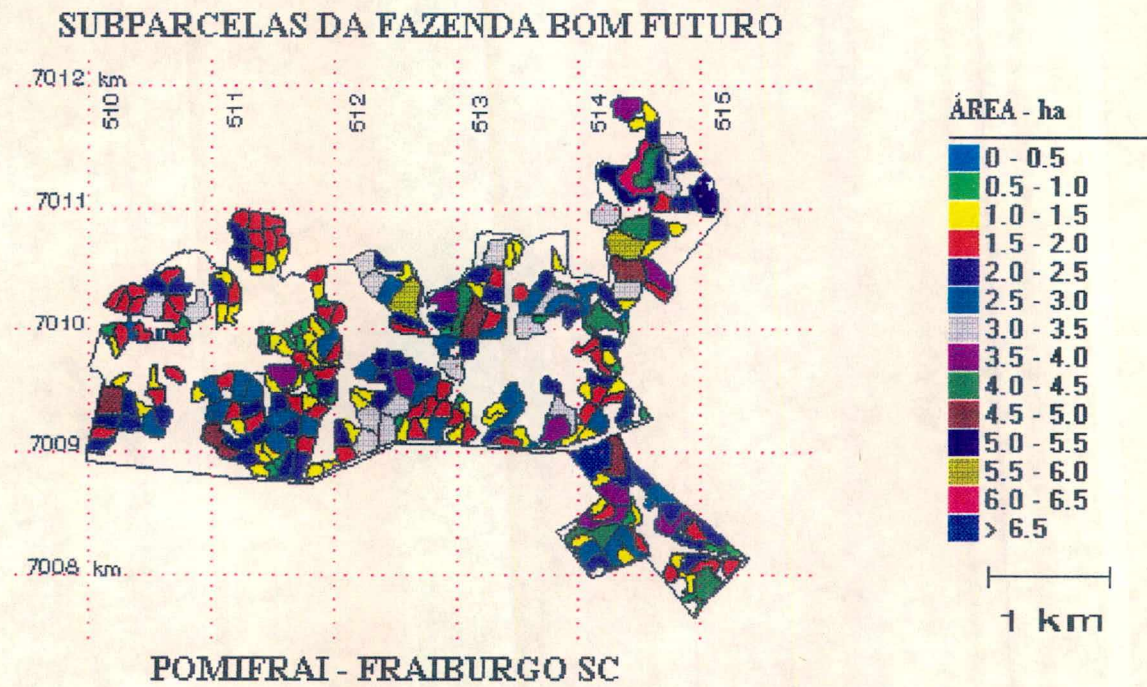 SUBPARCELAS DA FAZENDA BOM FUTURO
7012 km
510 511 512 513 514 515
7011
7010
7009
7008 km
ÁREA - ha
0 - 0.5
0.5 - 1.0
1.0 - 1.5
1.5 - 2.0
2.0 - 2.5
2.5 - 3.0
3.0 - 3.5
3.5 - 4.0
4.0 - 4.5
4.5 - 5.0
5.0 - 5.5
5.5 - 6.0
6.0 - 6.5
> 6.5
1 km
POMIFRAI - FRAIBURGO SC